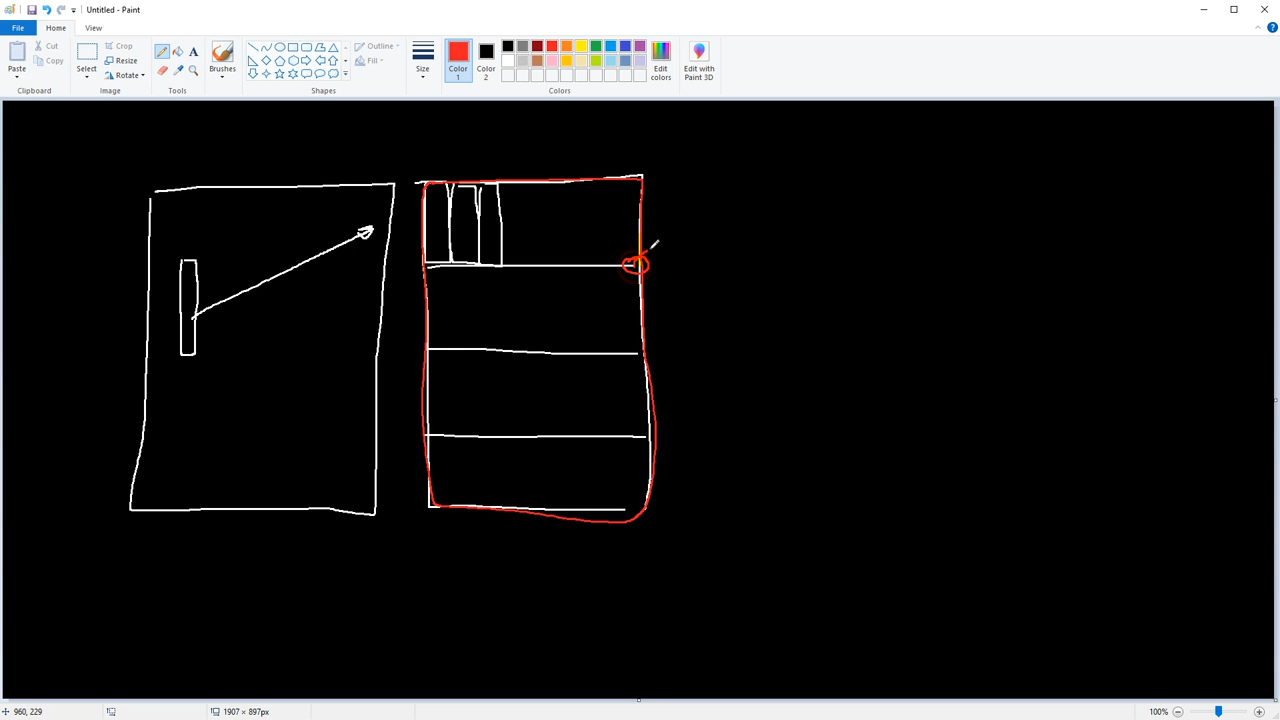 Untitled - Paint
File
Home
View
Paste
Cut
Copy
Clipboard
Select
Crop
Resize
Rotate
Image
A
Tools
Brushes
Outline
Fill
Shapes
Size
Color 1
Color 2
Edit colors
Colors
Edit with Paint 3D
960, 229
1907 × 897px
100%